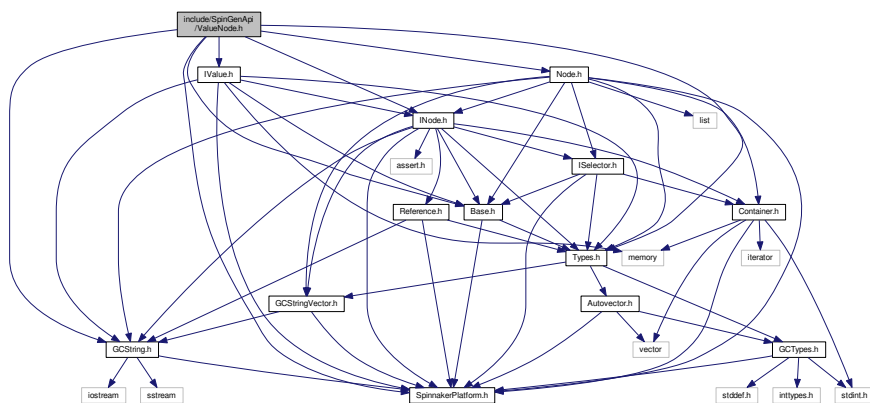 include/SpinGenApi
/ValueNode.h
IValue.h
Node.h
INode.h
list
assert.h
ISelector.h
Reference.h
Base.h
Container.h
Types.h
memory
iterator
GCStringVector.h
Autovector.h
GCString.h
vector
GCTypes.h
iostream
sstream
SpinnakerPlatform.h
stddef.h
inttypes.h
stdint.h